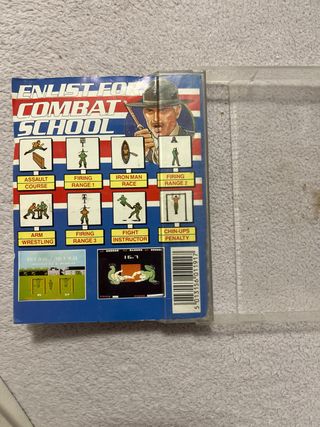 ENLIST FOR
COMBAT
SCHOOL
ASSAULT
COURSE
FIRING
RANGE 1
IRON MAN
RACE
FIRING
RANGE 2
ARM
WRESTLING
FIRING
RANGE 3
FIGHT
INSTRUCTOR
CHIN-UPS
PENALTY